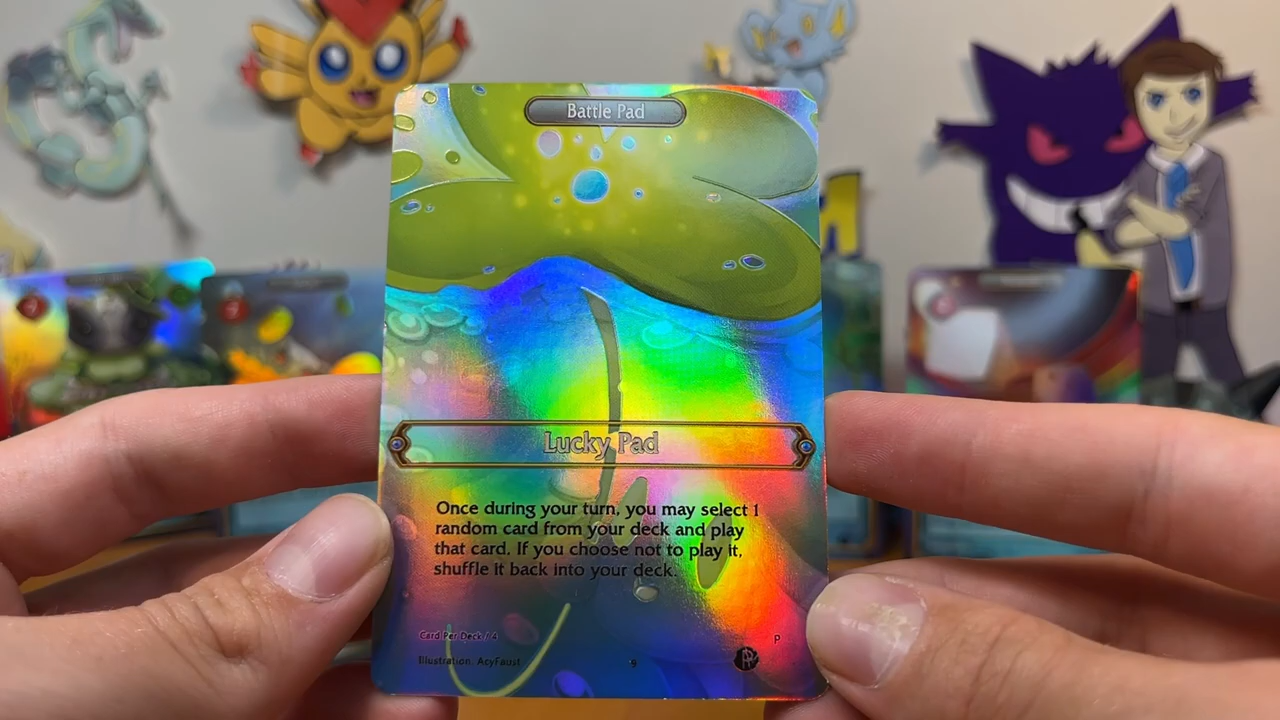 Battle Pad
Lucky Pad
Once during your turn, you may select 1
random card from your deck and play
that card. If you choose not to play it,
shuffle it back into your deck.
Card Per Deck / 4
P
Illustration. AcyFaust
9